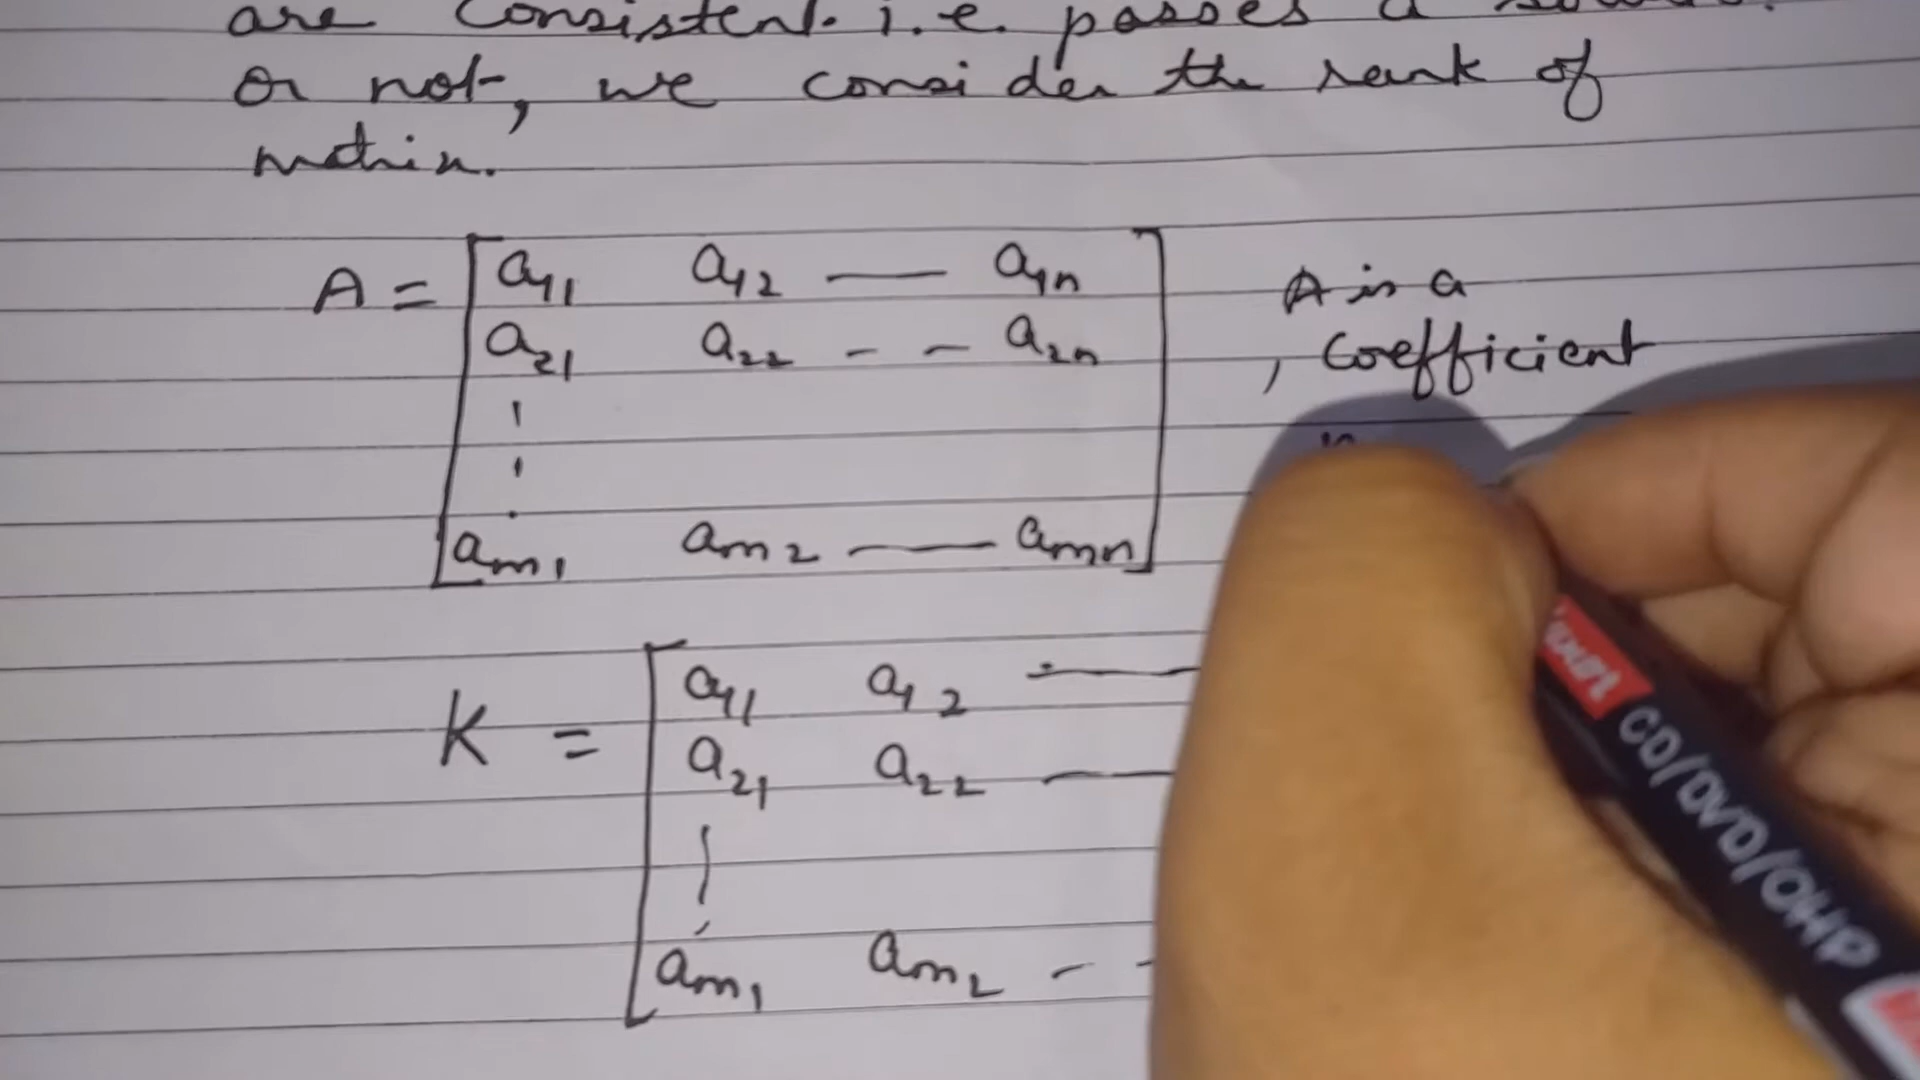 are consistent. i.e. posses a
or not, we consider the rank of
matrix.
A = [ a11 a12 — a1n ] A is a
a21 a22 - - a2n , coefficient
am1 am2 — amn
K = [ a11 a12 —
a21 a22 —
am1 am2 - -
CD/DVD/OHP